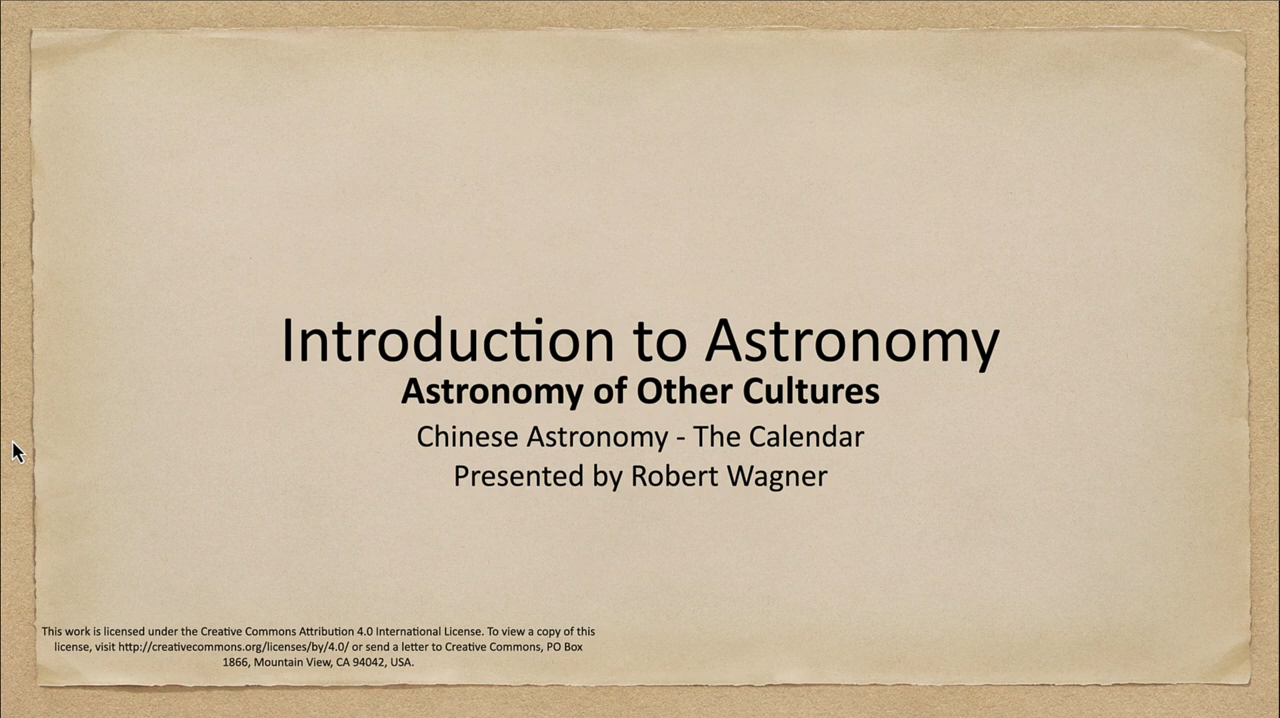 Introduction to Astronomy
Astronomy of Other Cultures
Chinese Astronomy - The Calendar
Presented by Robert Wagner
This work is licensed under the Creative Commons Attribution 4.0 International License. To view a copy of this
license, visit http://creativecommons.org/licenses/by/4.0/ or send a letter to Creative Commons, PO Box
1866, Mountain View, CA 94042, USA.